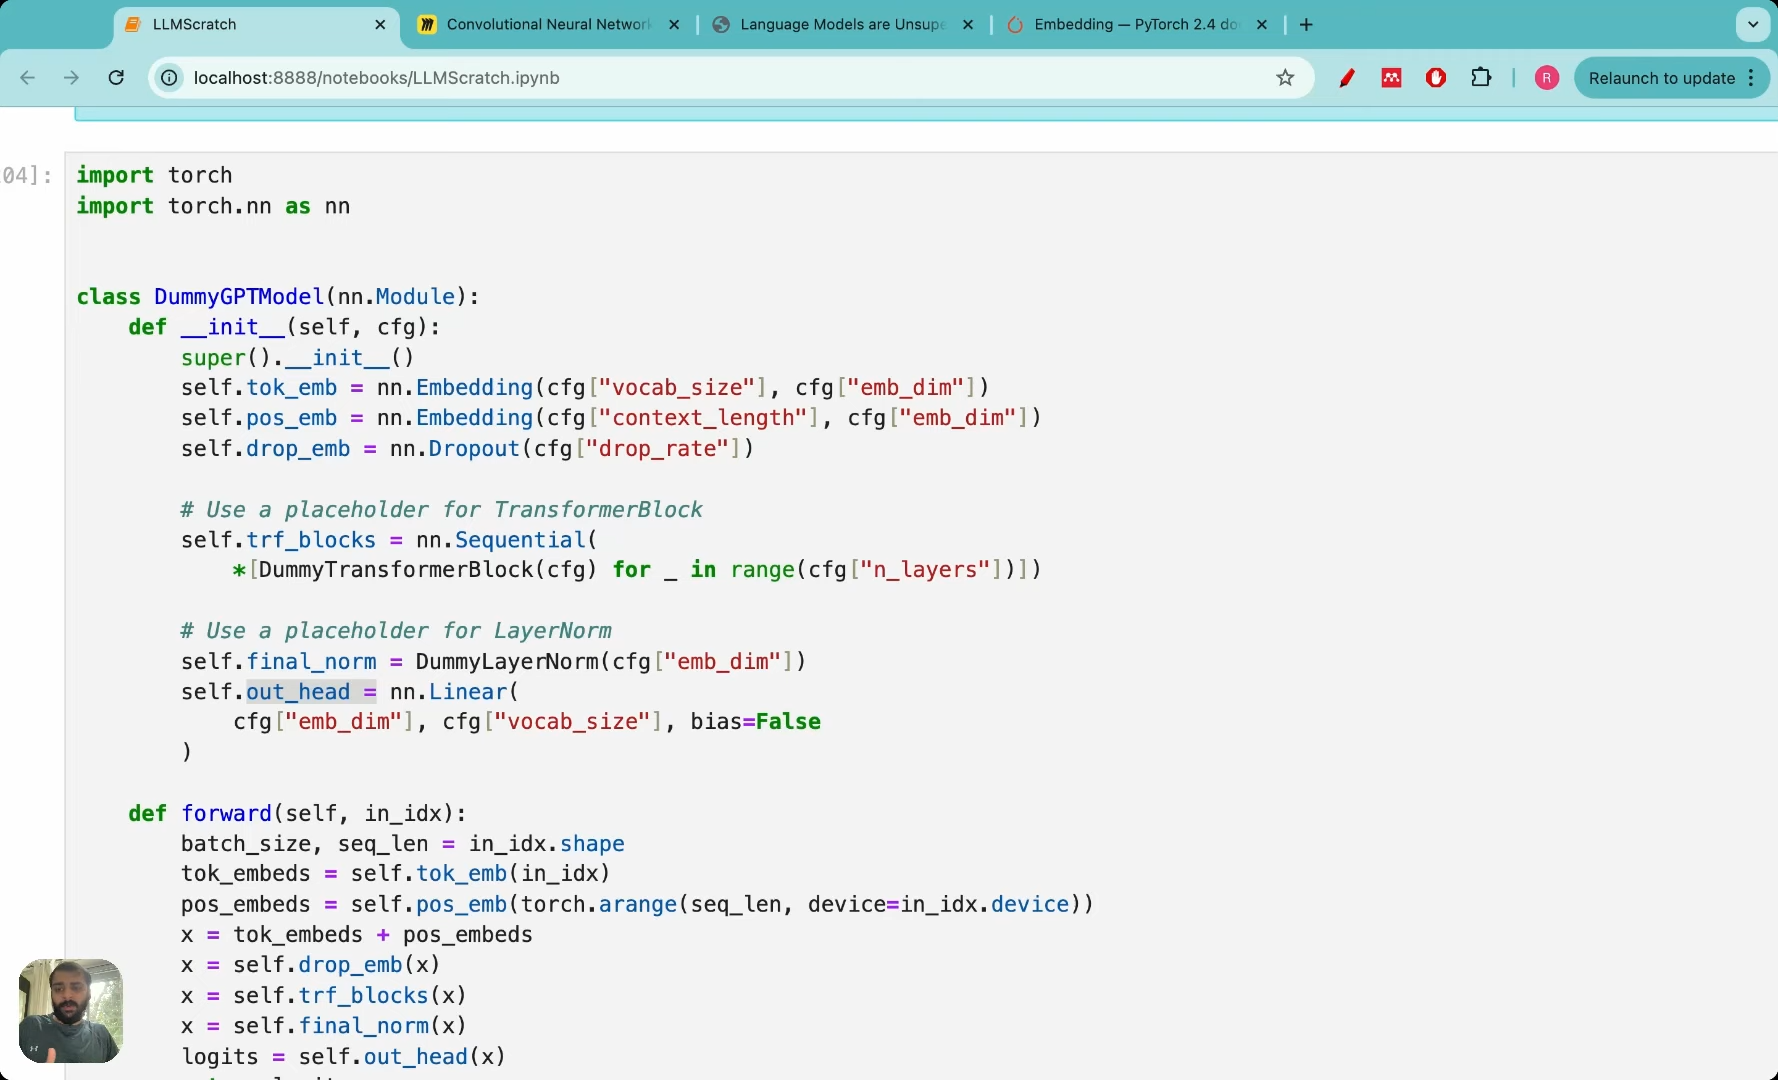 LLMScratch
Convolutional Neural Network
Language Models are Unsupe
Embedding — PyTorch 2.4 do
localhost:8888/notebooks/LLMScratch.ipynb
R
Relaunch to update
04]:
import torch
import torch.nn as nn
class DummyGPTModel(nn.Module):
    def __init__(self, cfg):
        super().__init__()
        self.tok_emb = nn.Embedding(cfg["vocab_size"], cfg["emb_dim"])
        self.pos_emb = nn.Embedding(cfg["context_length"], cfg["emb_dim"])
        self.drop_emb = nn.Dropout(cfg["drop_rate"])
        # Use a placeholder for TransformerBlock
        self.trf_blocks = nn.Sequential(
            *[DummyTransformerBlock(cfg) for _ in range(cfg["n_layers"])])
        # Use a placeholder for LayerNorm
        self.final_norm = DummyLayerNorm(cfg["emb_dim"])
        self.out_head = nn.Linear(
            cfg["emb_dim"], cfg["vocab_size"], bias=False
        )
    def forward(self, in_idx):
        batch_size, seq_len = in_idx.shape
        tok_embeds = self.tok_emb(in_idx)
        pos_embeds = self.pos_emb(torch.arange(seq_len, device=in_idx.device))
        x = tok_embeds + pos_embeds
        x = self.drop_emb(x)
        x = self.trf_blocks(x)
        x = self.final_norm(x)
        logits = self.out_head(x)